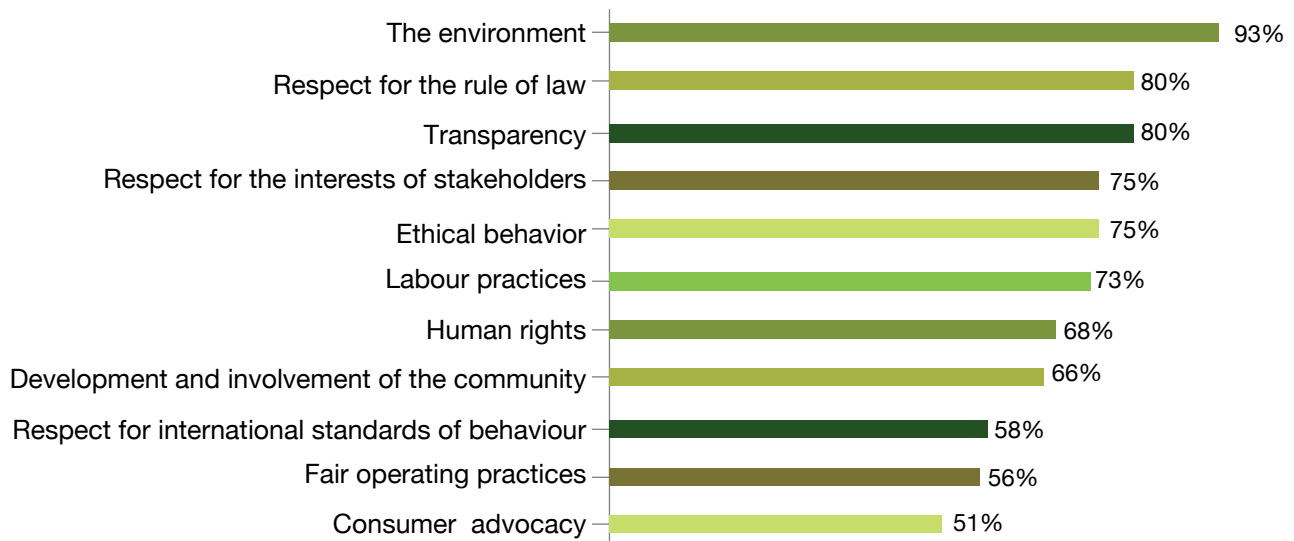 The environment 93%
Respect for the rule of law 80%
Transparency 80%
Respect for the interests of stakeholders 75%
Ethical behavior 75%
Labour practices 73%
Human rights 68%
Development and involvement of the community 66%
Respect for international standards of behaviour 58%
Fair operating practices 56%
Consumer advocacy 51%